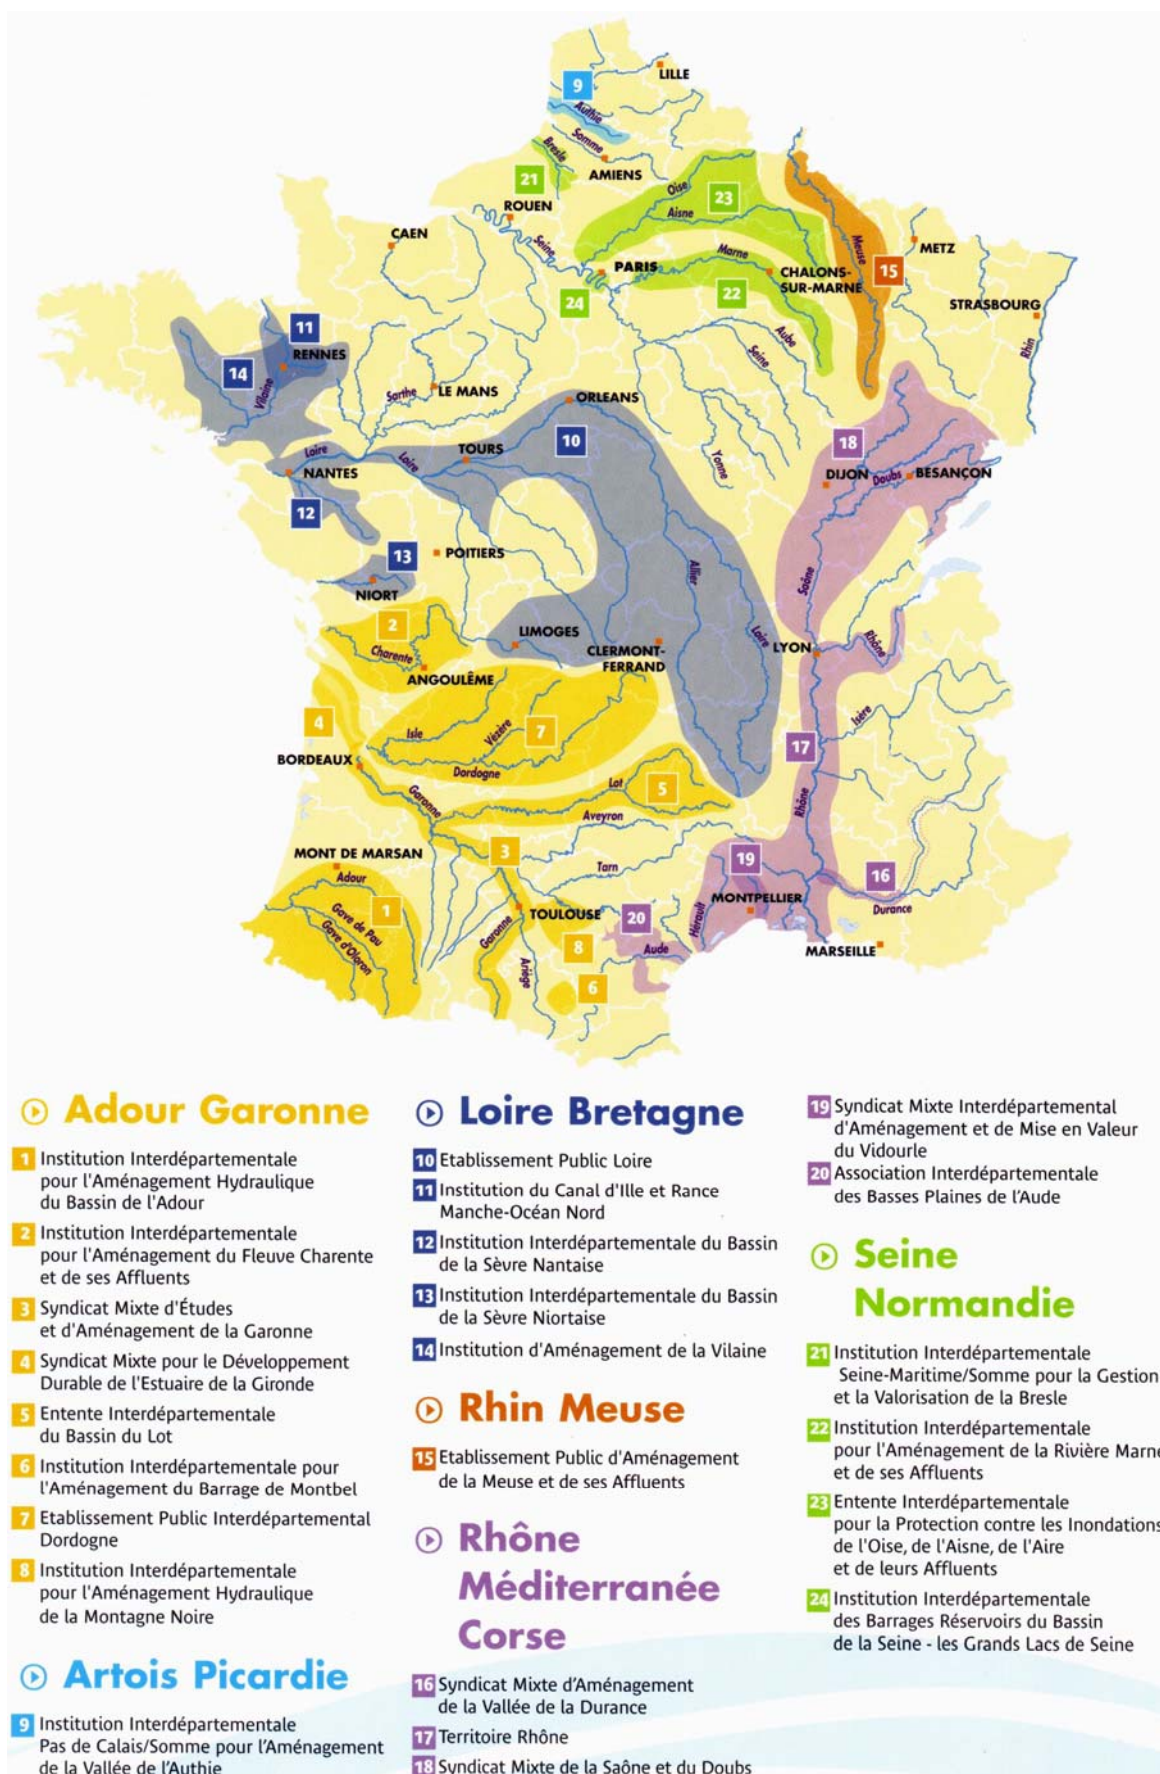 9
LILLE
Authie
Somme
Bresle
AMIENS
21
ROUEN
Oise
23
Aisne
CAEN
Seine
Meuse
METZ
PARIS
Marne
CHALONS-
SUR-MARNE
15
24
22
STRASBOURG
Rhin
11
RENNES
14
Vilaine
Aube
Seine
Sarthe
LE MANS
ORLEANS
10
TOURS
18
Loire
Loire
NANTES
Yonne
DIJON
Doubs
BESANÇON
12
13
POITIERS
NIORT
Allier
Saône
2
LIMOGES
Charente
CLERMONT-
FERRAND
Loire
LYON
Rhône
ANGOULÊME
4
Isle
Vézère
7
Isère
17
BORDEAUX
Dordogne
Lot
5
Garonne
Aveyron
Rhône
MONT DE MARSAN
3
Tarn
19
16
Adour
1
MONTPELLIER
Durance
Gave de Pau
Gave d'Oloron
TOULOUSE
20
Hérault
Garonne
8
Aude
MARSEILLE
Ariège
6
Adour Garonne
1 Institution Interdépartementale
pour l'Aménagement Hydraulique
du Bassin de l'Adour
2 Institution Interdépartementale
pour l'Aménagement du Fleuve Charente
et de ses Affluents
3 Syndicat Mixte d'Études
et d'Aménagement de la Garonne
4 Syndicat Mixte pour le Développement
Durable de l'Estuaire de la Gironde
5 Entente Interdépartementale
du Bassin du Lot
6 Institution Interdépartementale pour
l'Aménagement du Barrage de Montbel
7 Etablissement Public Interdépartemental
Dordogne
8 Institution Interdépartementale
pour l'Aménagement Hydraulique
de la Montagne Noire
Artois Picardie
9 Institution Interdépartementale
Pas de Calais/Somme pour l'Aménagement
de la Vallée de l'Authie
Loire Bretagne
10 Etablissement Public Loire
11 Institution du Canal d'Ille et Rance
Manche-Océan Nord
12 Institution Interdépartementale du Bassin
de la Sèvre Nantaise
13 Institution Interdépartementale du Bassin
de la Sèvre Niortaise
14 Institution d'Aménagement de la Vilaine
Rhin Meuse
15 Etablissement Public d'Aménagement
de la Meuse et de ses Affluents
Rhône
Méditerranée
Corse
16 Syndicat Mixte d'Aménagement
de la Vallée de la Durance
17 Territoire Rhône
18 Syndicat Mixte de la Saône et du Doubs
19 Syndicat Mixte Interdépartemental
d'Aménagement et de Mise en Valeur
du Vidourle
20 Association Interdépartementale
des Basses Plaines de l'Aude
Seine
Normandie
21 Institution Interdépartementale
Seine-Maritime/Somme pour la Gestion
et la Valorisation de la Bresle
22 Institution Interdépartementale
pour l'Aménagement de la Rivière Marne
et de ses Affluents
23 Entente Interdépartementale
pour la Protection contre les Inondations
de l'Oise, de l'Aisne, de l'Aire
et de leurs Affluents
24 Institution Interdépartementale
des Barrages Réservoirs du Bassin
de la Seine - les Grands Lacs de Seine